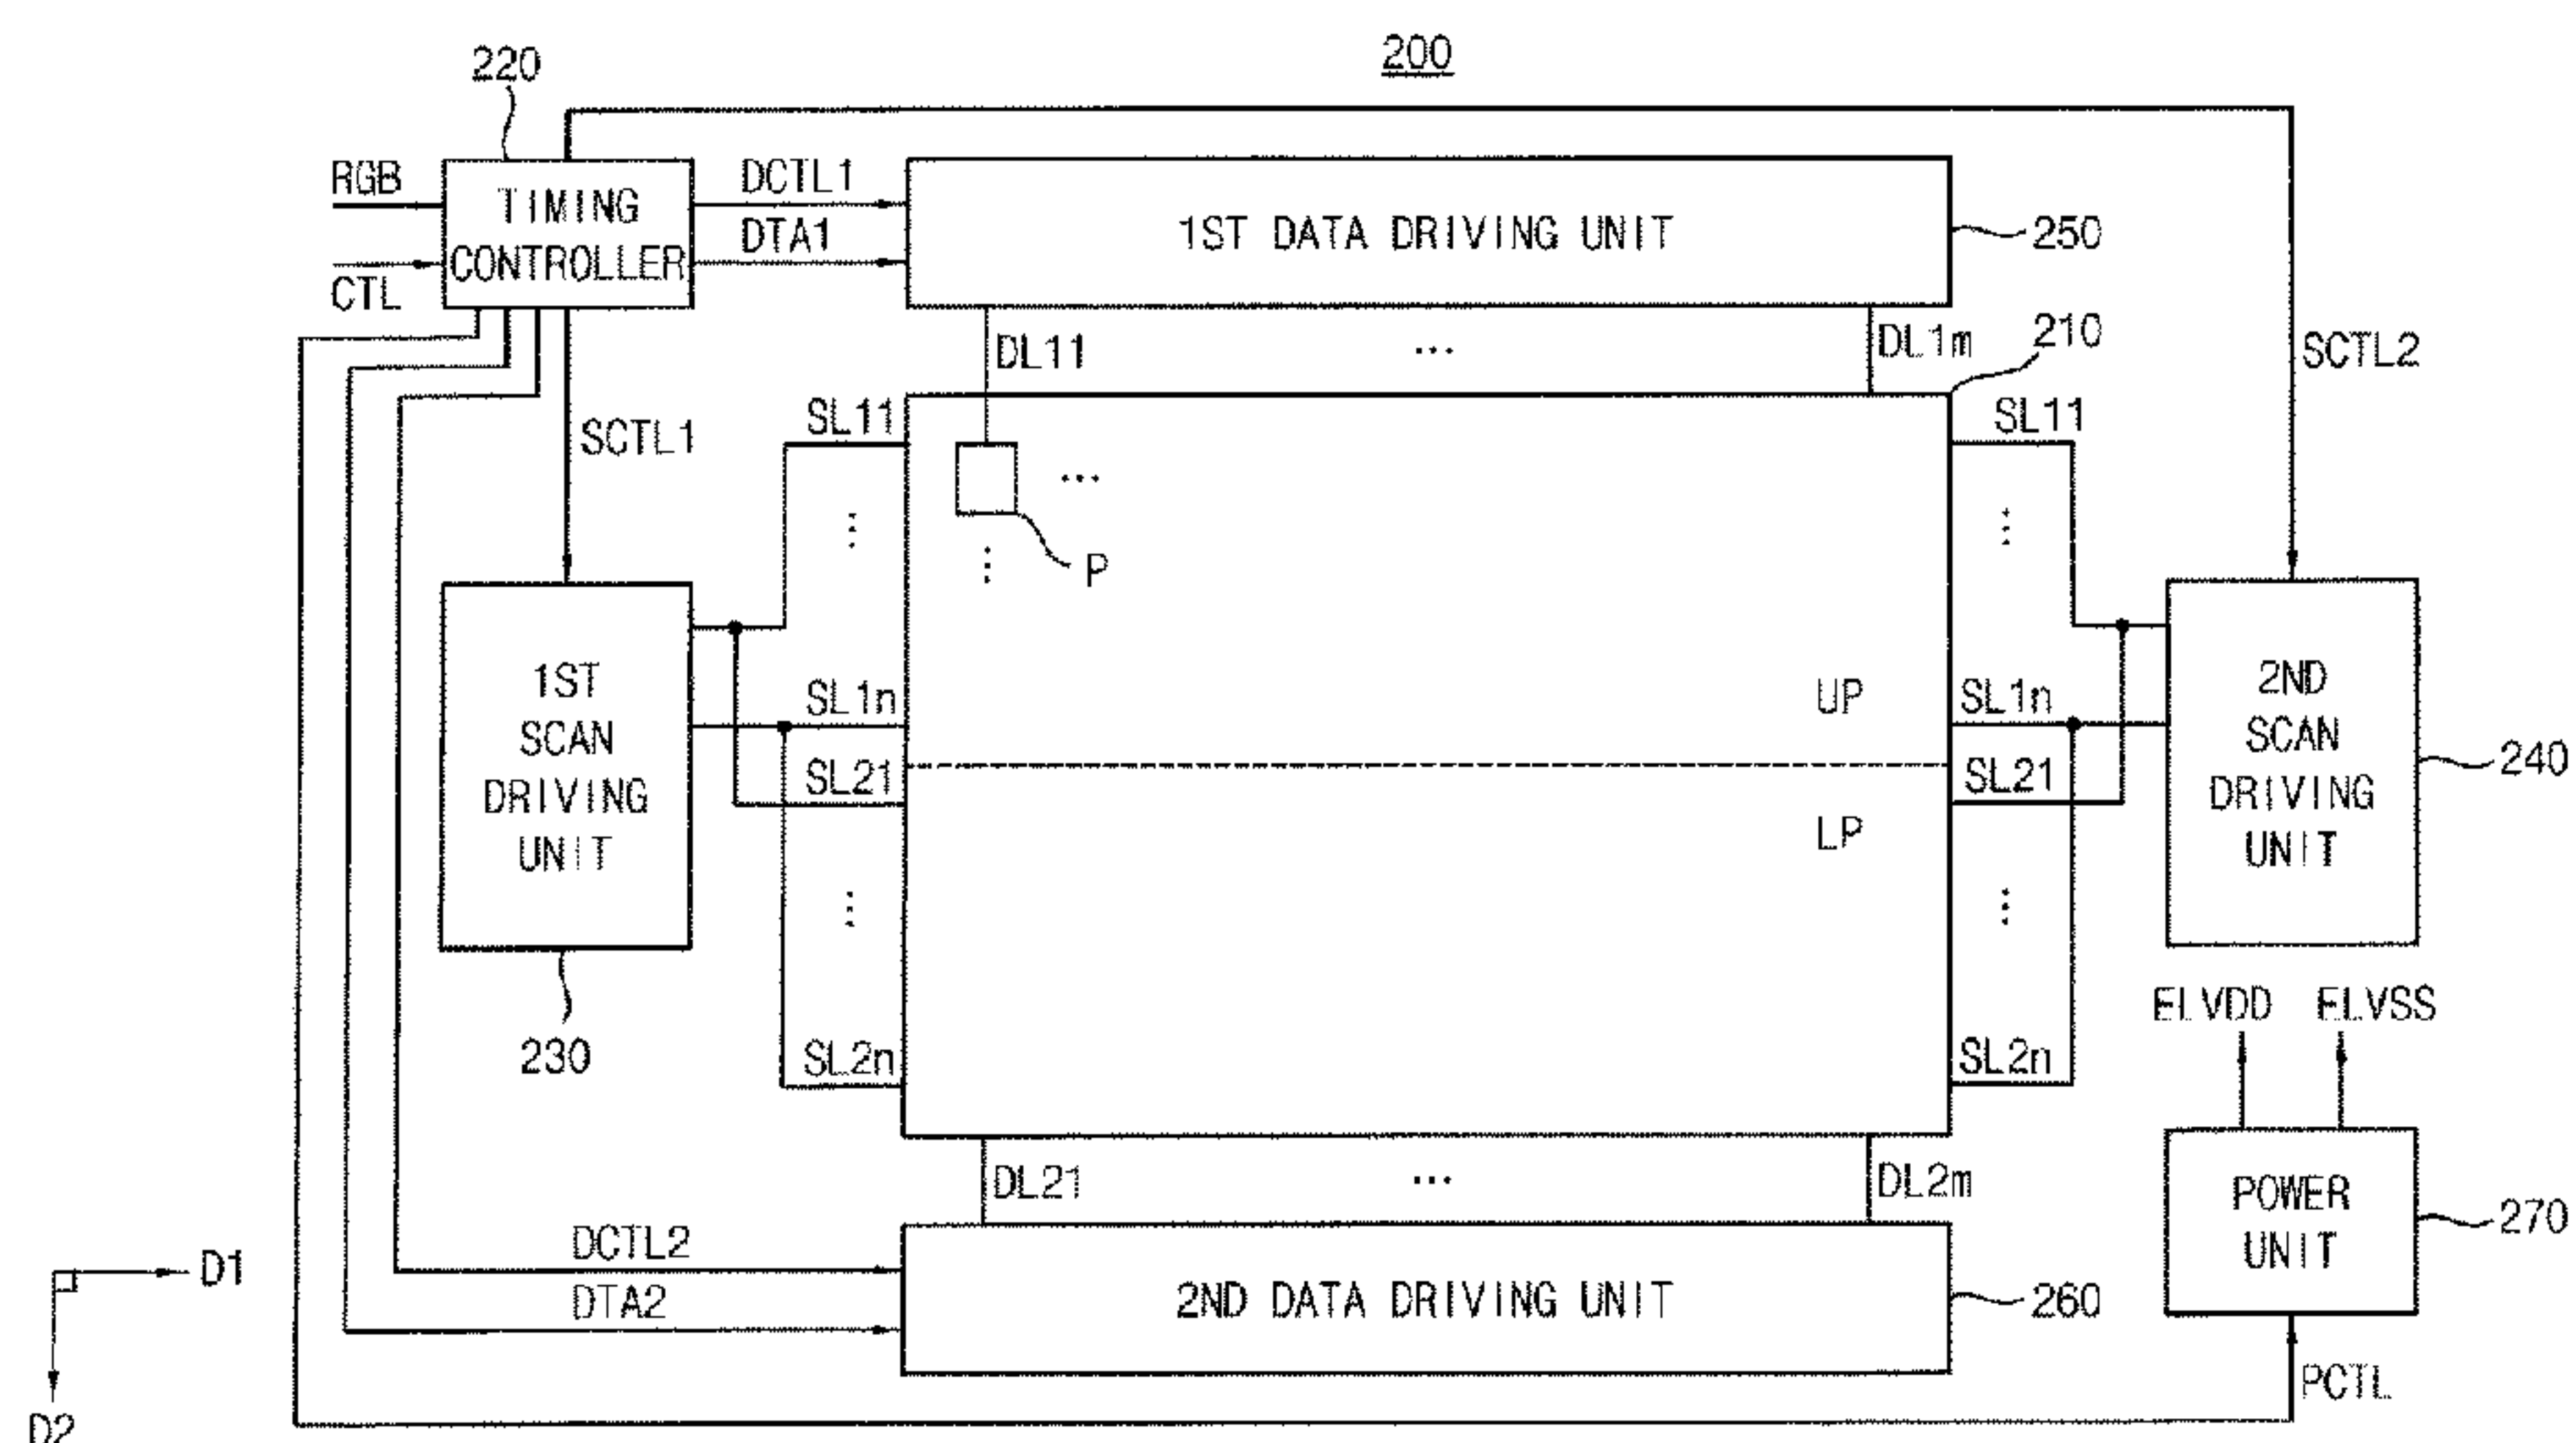 200
220
RGB
CTL
TIMING
CONTROLLER
DCTL1
DTA1
1ST DATA DRIVING UNIT
250
DL11
...
DL1m
210
SCTL2
SCTL1
SL11
...
P
SL11
1ST
SCAN
DRIVING
UNIT
230
SL1n
SL21
SL2n
UP
LP
SL1n
SL21
SL2n
2ND
SCAN
DRIVING
UNIT
240
ELVDD
ELVSS
POWER
UNIT
270
PCTL
DL21
...
DL2m
DCTL2
DTA2
2ND DATA DRIVING UNIT
260
D1
D2